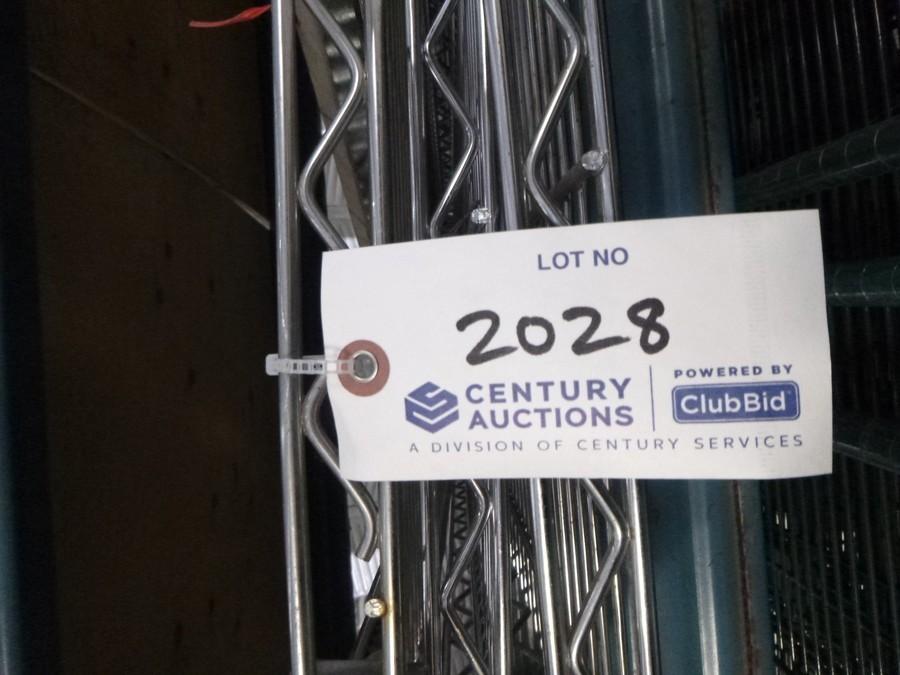 LOT NO
2028
CENTURY
AUCTIONS
POWERED BY
ClubBid
A DIVISION OF CENTURY SERVICES